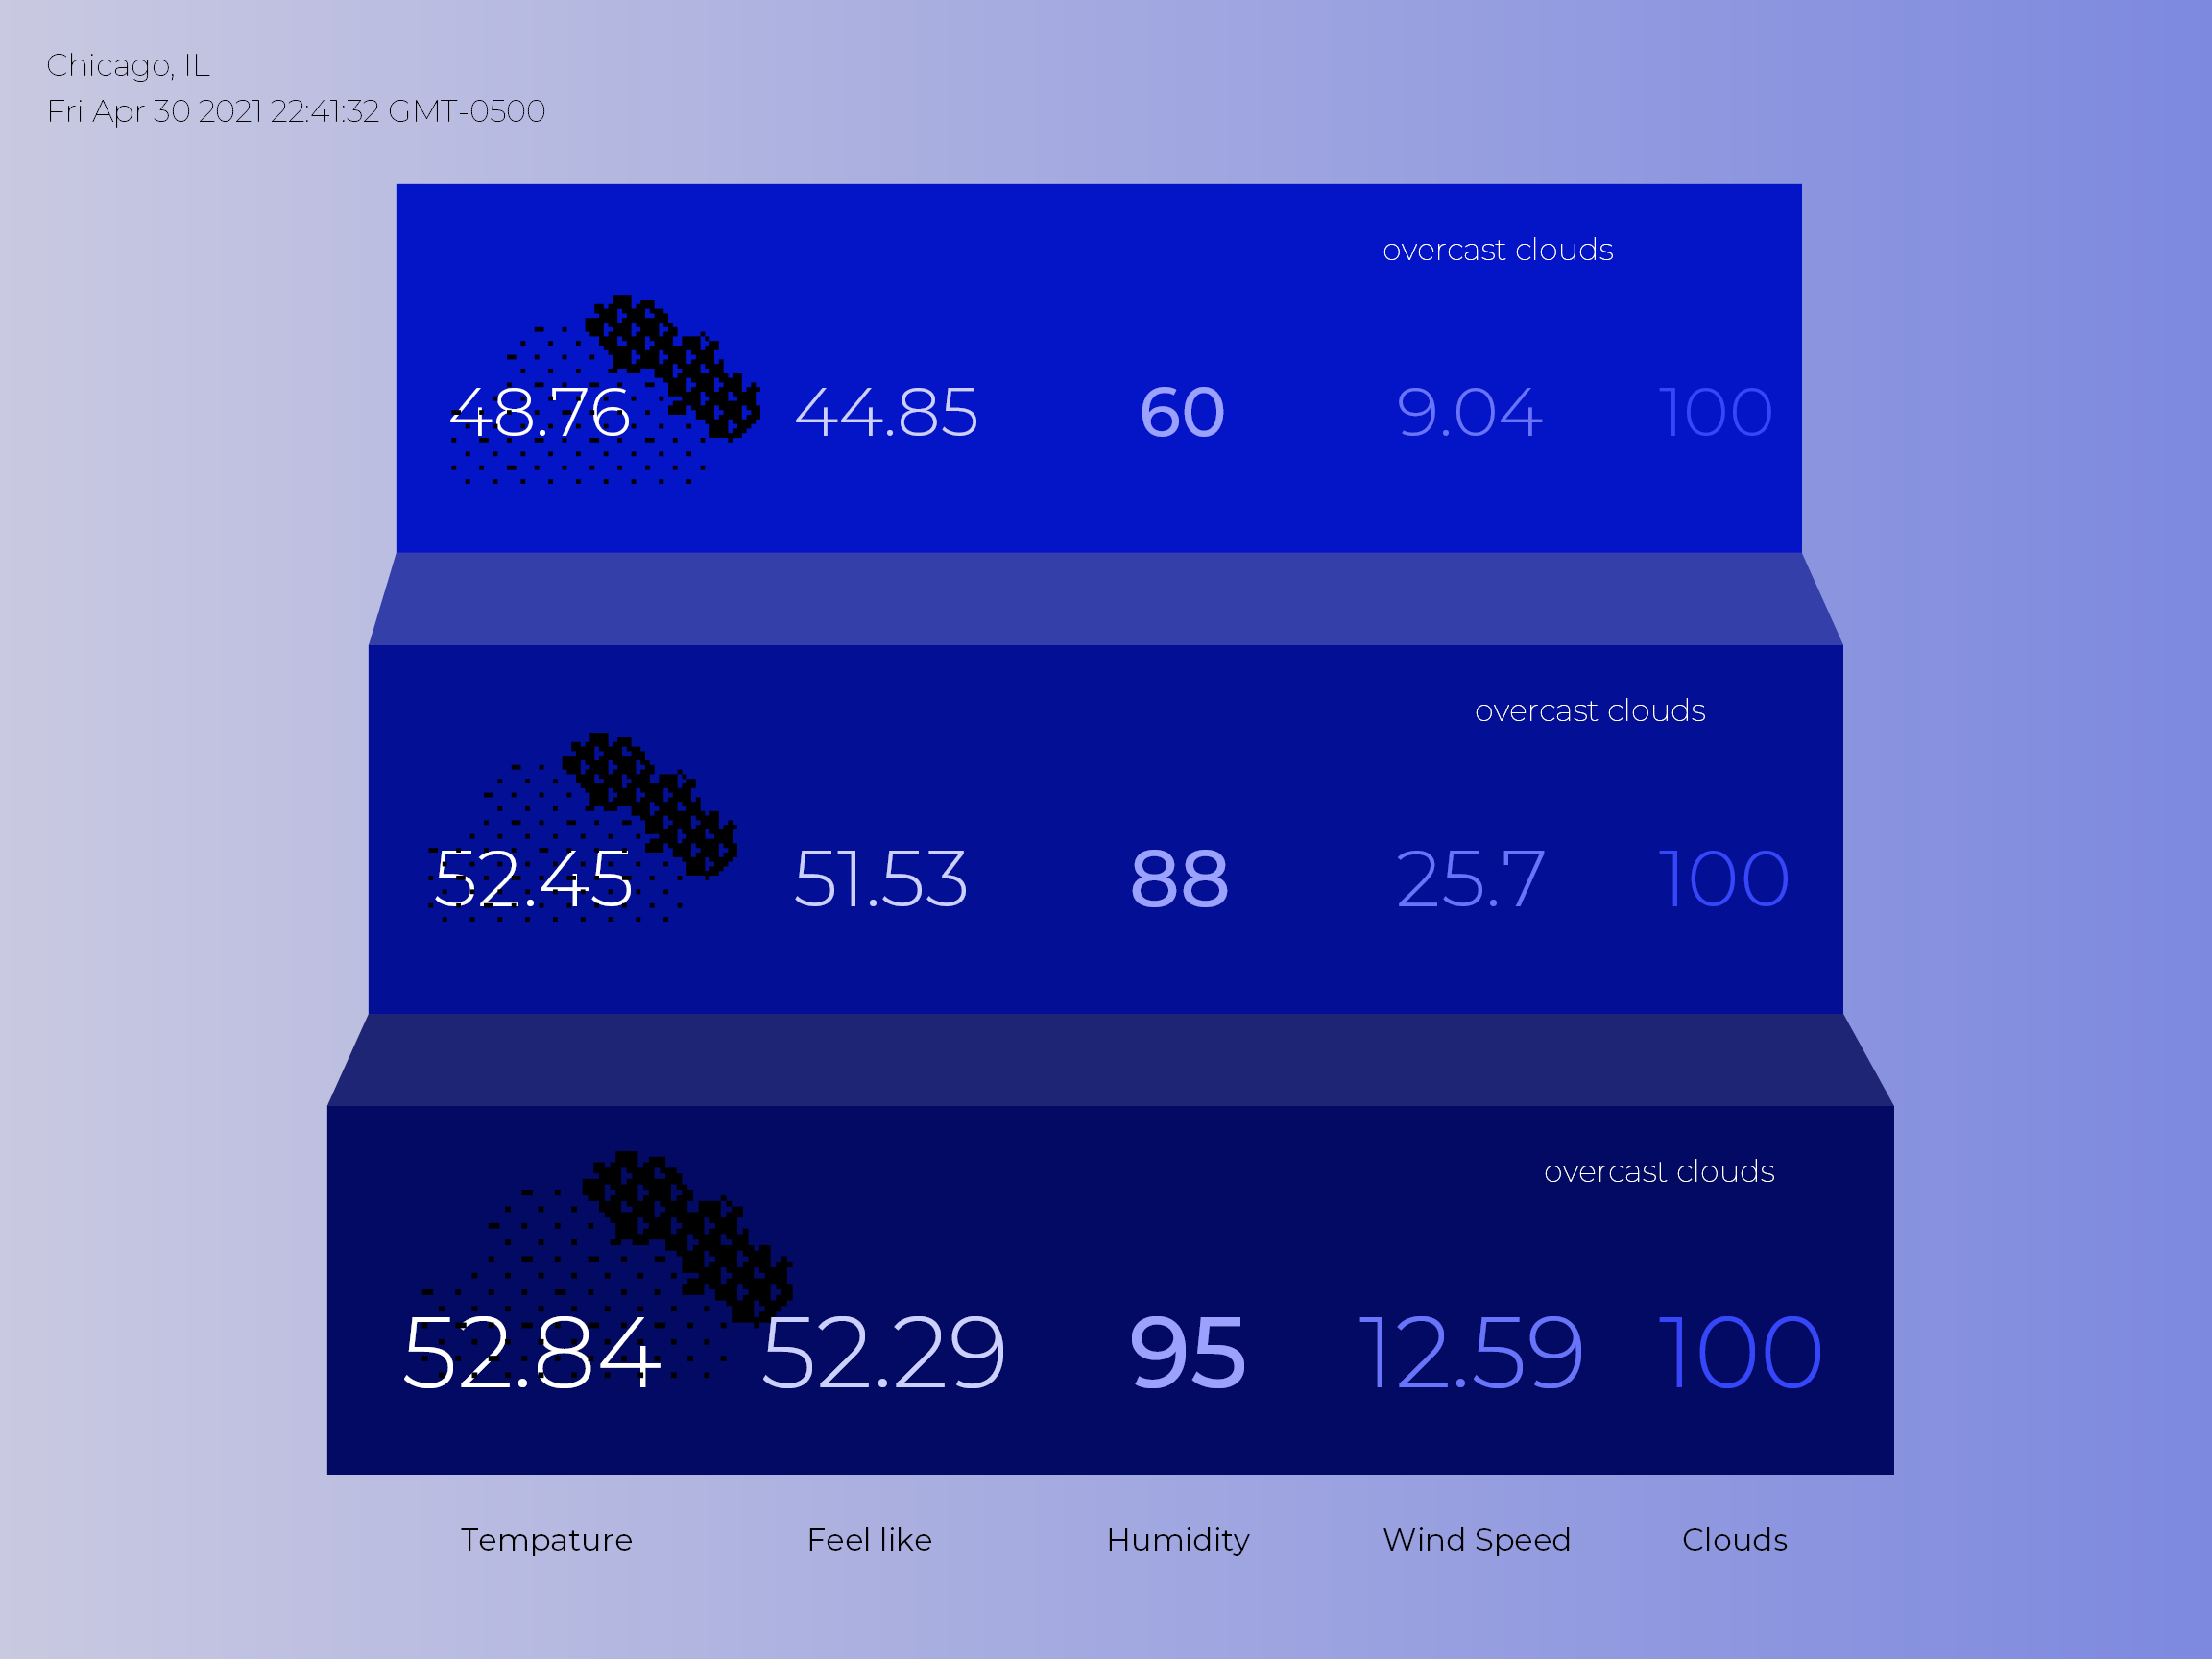 Chicago, IL
Fri Apr 30 2021 22:41:32 GMT-0500
overcast clouds
48.76 44.85 60 9.04 100
overcast clouds
52.45 51.53 88 25.7 100
overcast clouds
52.84 52.29 95 12.59 100
Tempature Feel like Humidity Wind Speed Clouds